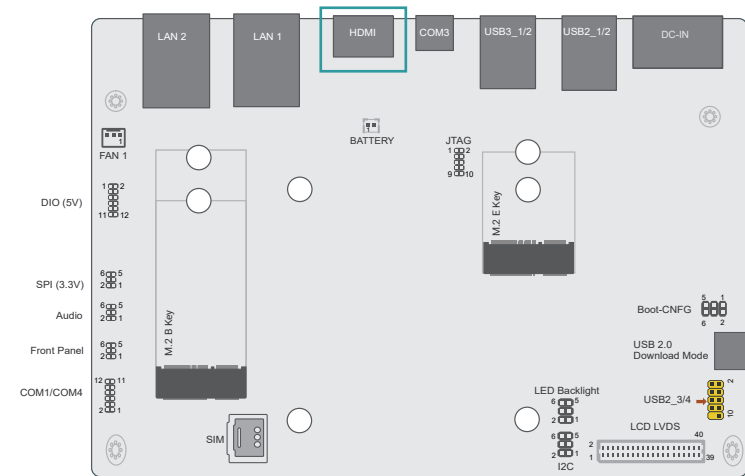 LAN 2
LAN 1
HDMI
COM3
USB3_1/2
USB2_1/2
DC-IN
1
FAN 1
1
BATTERY
JTAG
1 2
9 10
DIO (5V)
1 2
11 12
M.2 E Key
SPI (3.3V)
6 5
2 1
Audio
6 5
2 1
Front Panel
6 5
2 1
COM1/COM4
12 11
2 1
M.2 B Key
SIM
Boot-CNFG
5 1
6 2
USB 2.0
Download Mode
USB2_3/4
2
10
LED Backlight
6 5
2 1
6 5
2 1
I2C
LCD LVDS
2 40
1 39